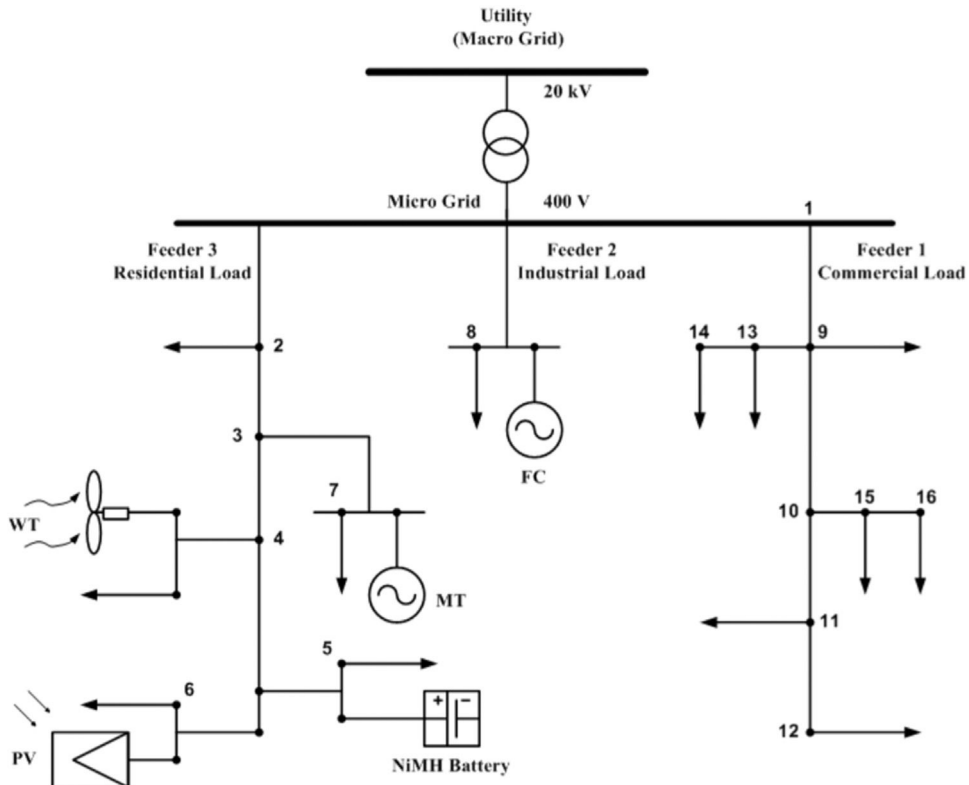 Utility
(Macro Grid)
20 kV
Micro Grid 400 V
1
Feeder 3
Residential Load
Feeder 2
Industrial Load
Feeder 1
Commercial Load
2
8
14 13 9
3
FC
WT
7
15 16
10
4
MT
11
5
6
+ −
12
PV
NiMH Battery